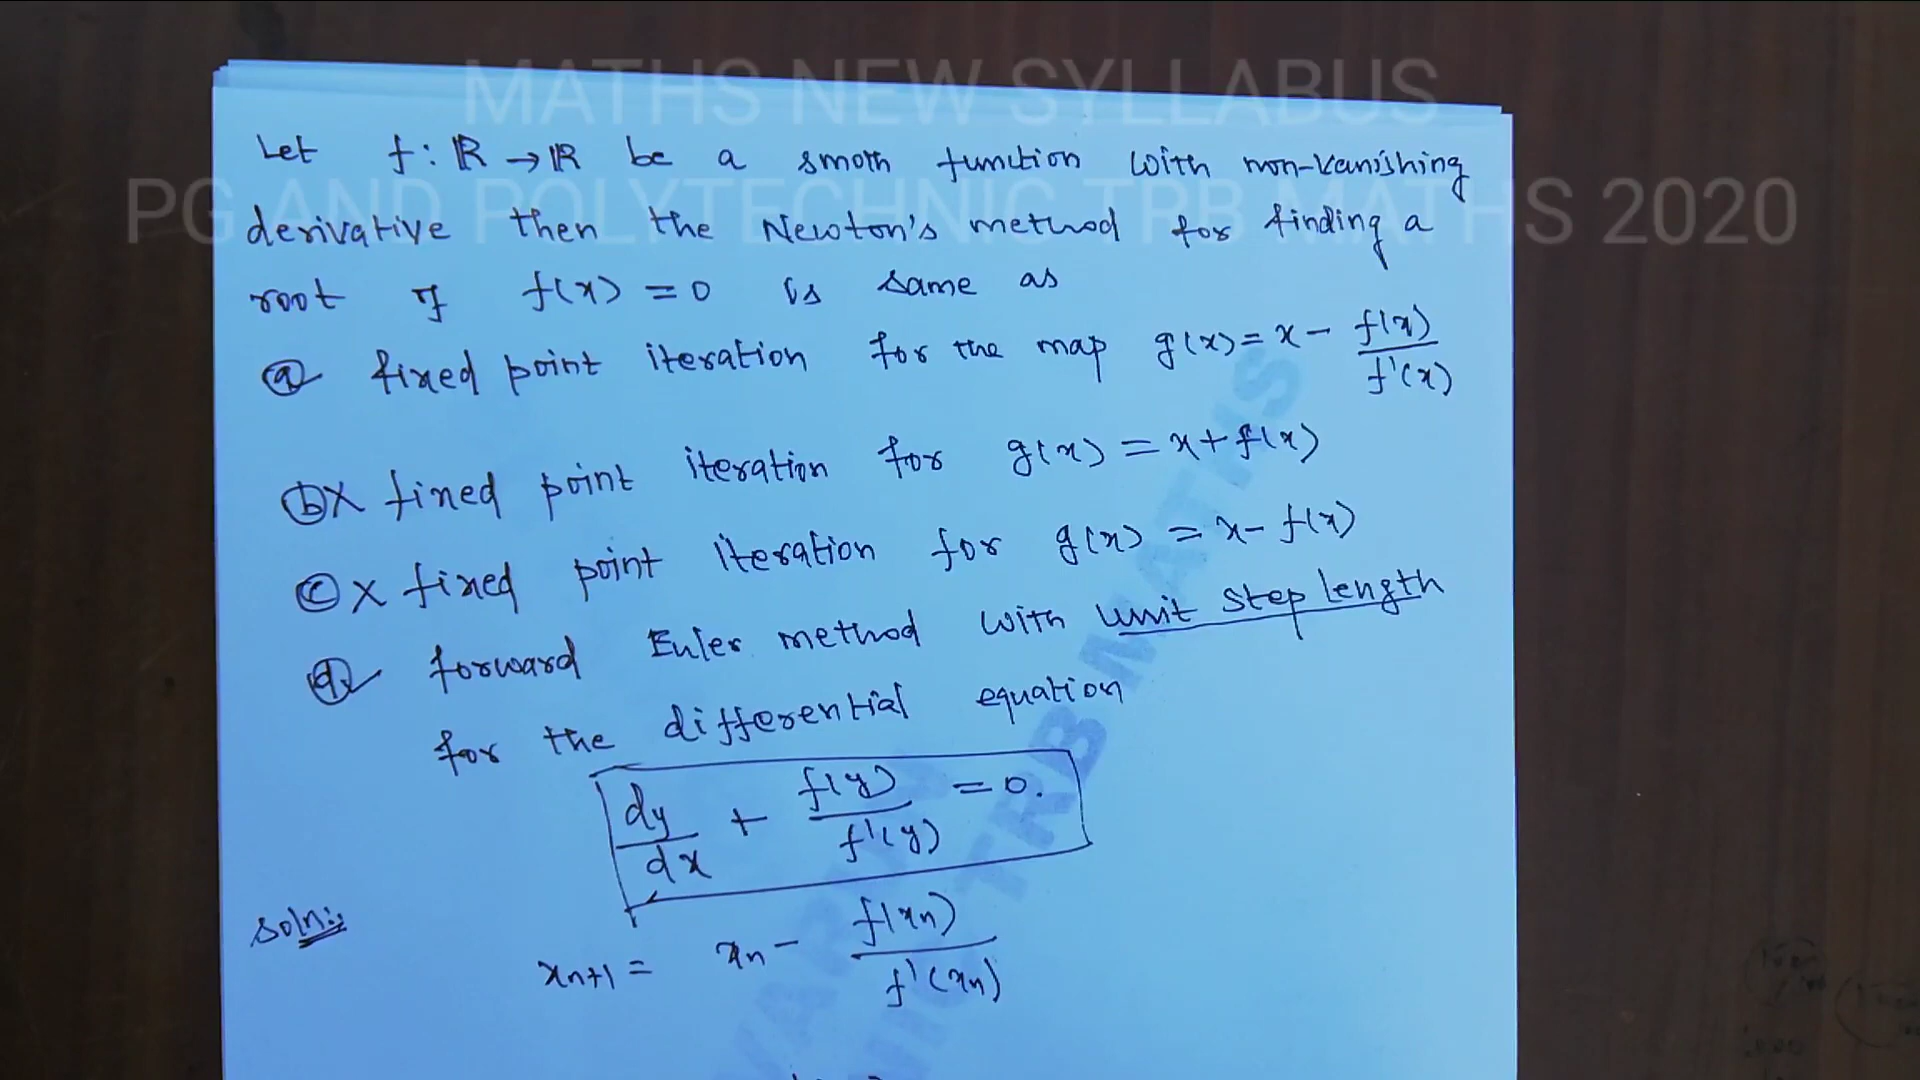 MATHS NEW SYLLABUS
PG AND POLYTECHNIC TRB MATHS 2020
Let f : ℝ → ℝ be a smoth function with non-vanishing
derivative then the Newton's method for finding a
root of f(x) = 0 is same as
(a) fixed point iteration for the map g(x) = x - f(x)/f'(x)
(b) X fixed point iteration for g(x) = x + f(x)
(c) X fixed point iteration for g(x) = x - f(x)
(d) forward Euler method with unit step length
for the differential equation
dy/dx + f(y)/f'(y) = 0.
soln:
xn+1 = xn - f(xn)/f'(xn)